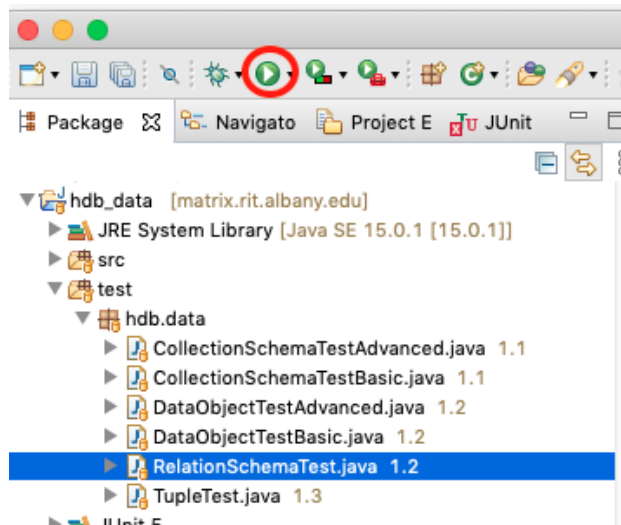 Package Navigato Project E JUnit
hdb_data [matrix.rit.albany.edu]
JRE System Library [Java SE 15.0.1 [15.0.1]]
src
test
hdb.data
CollectionSchemaTestAdvanced.java 1.1
CollectionSchemaTestBasic.java 1.1
DataObjectTestAdvanced.java 1.2
DataObjectTestBasic.java 1.2
RelationSchemaTest.java 1.2
TupleTest.java 1.3
JUnit 5